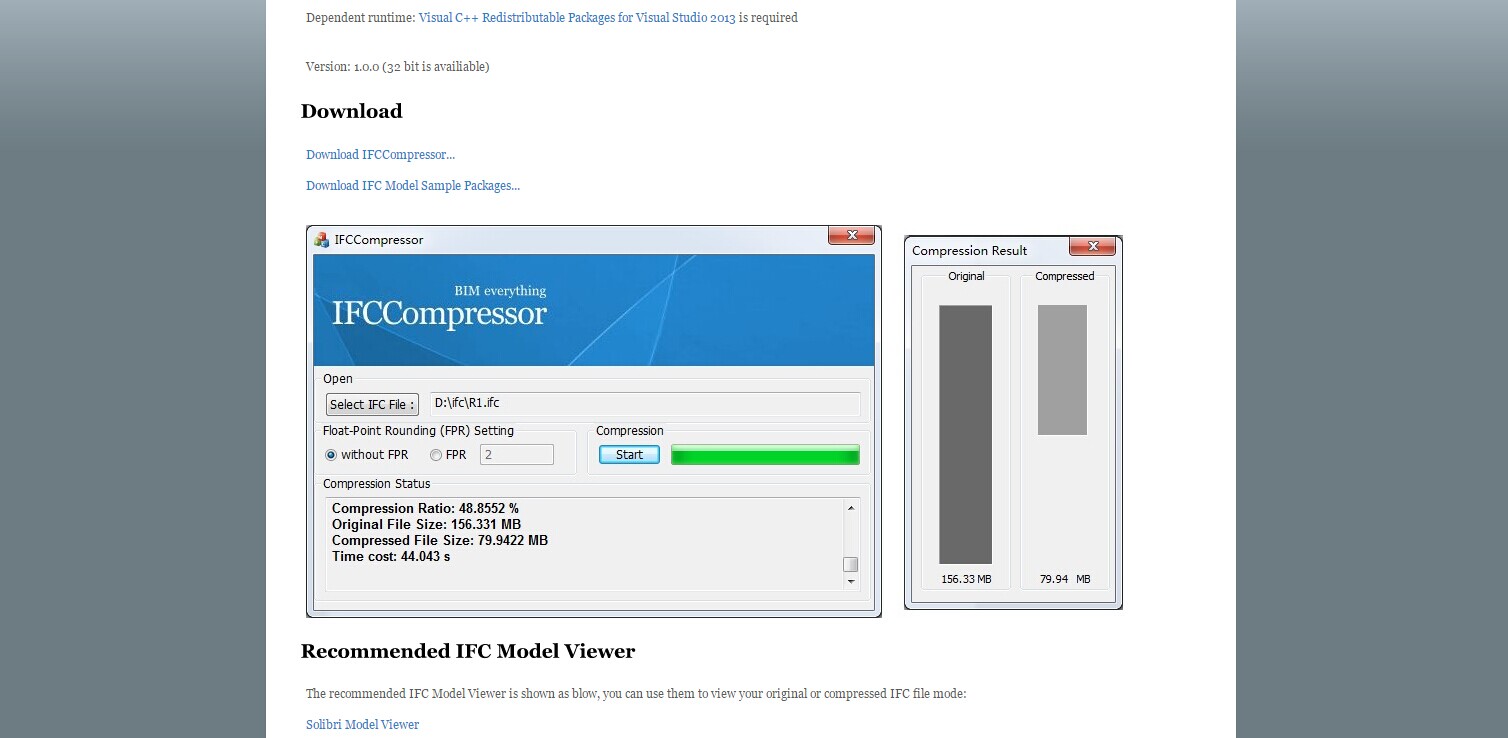 Dependent runtime: Visual C++ Redistributable Packages for Visual Studio 2013 is required
Version: 1.0.0 (32 bit is availiable)
Download
Download IFCCompressor...
Download IFC Model Sample Packages...
IFCCompressor
BIM everything
IFCCompressor
Open
Select IFC File :
D:\ifc\R1.ifc
Float-Point Rounding (FPR) Setting
without FPR
FPR
2
Compression
Start
Compression Status
Compression Ratio: 48.8552 %
Original File Size: 156.331 MB
Compressed File Size: 79.9422 MB
Time cost: 44.043 s
Compression Result
Original
Compressed
156.33 MB
79.94 MB
Recommended IFC Model Viewer
The recommended IFC Model Viewer is shown as blow, you can use them to view your original or compressed IFC file mode:
Solibri Model Viewer